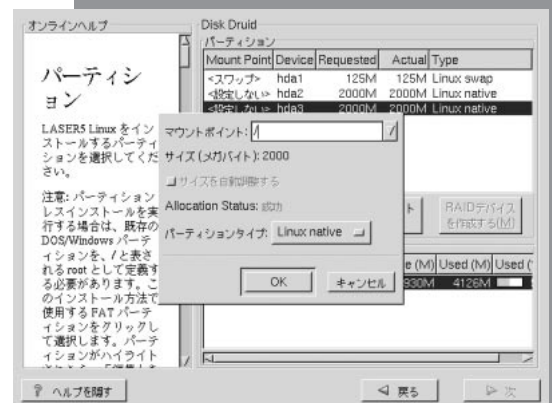 オンラインヘルプ
パーティシ
ョン
LASER5 Linux をイン
ストールするパーティ
ションを選択してくだ
さい。
注意: パーティション
レスインストールを実
行する場合は、既存の
DOS/Windows パーテ
ィションを、/ と表さ
れる root として定義す
る必要があります。こ
のインストール方法で
使用する FAT パーテ
ィションをクリックし
て選択します。パーテ
ィションがハイライト
Disk Druid
パーティション
Mount Point Device Requested Actual Type
<スワップ> hda1 125M 125M Linux swap
<設定しない> hda2 2000M 2000M Linux native
<設定しない> hda3 2000M 2000M Linux native
マウントポイント: /
サイズ (メガバイト): 2000
サイズを自動調整する
Allocation Status: 成功
パーティションタイプ: Linux native
OK キャンセル
ト RAIDデバイス
を作成する(M)
e (M) Used (M) Used (
930M 4126M
ヘルプを隠す
戻る 次